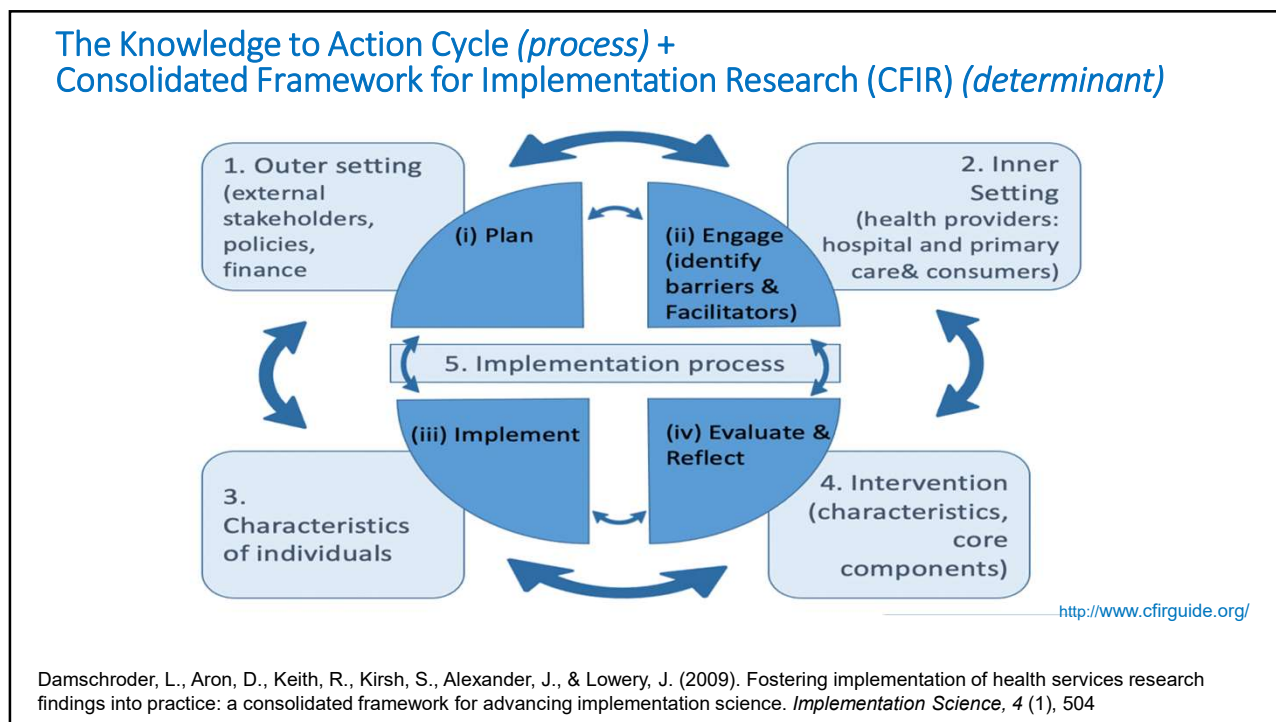 The Knowledge to Action Cycle (process) +
Consolidated Framework for Implementation Research (CFIR) (determinant)
1. Outer setting
(external
stakeholders,
policies,
finance
2. Inner
Setting
(health providers:
hospital and primary
care& consumers)
(i) Plan
(ii) Engage
(identify
barriers &
Facilitators)
5. Implementation process
(iii) Implement
(iv) Evaluate &
Reflect
3.
Characteristics
of individuals
4. Intervention
(characteristics,
core
components)
http://www.cfirguide.org/
Damschroder, L., Aron, D., Keith, R., Kirsh, S., Alexander, J., & Lowery, J. (2009). Fostering implementation of health services research
findings into practice: a consolidated framework for advancing implementation science. Implementation Science, 4 (1), 504